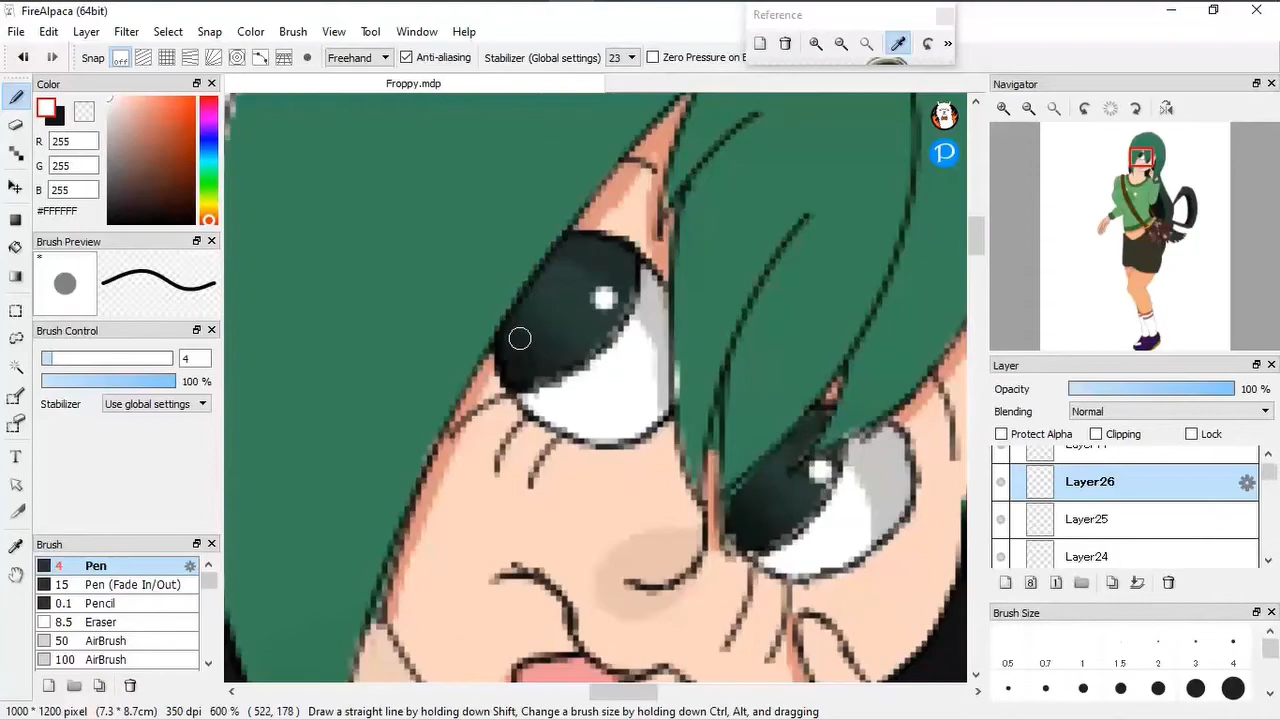 FireAlpaca (64bit)
Reference
File Edit Layer Filter Select Snap Color Brush View Tool Window Help
Snap off Freehand Anti-aliasing Stabilizer (Global settings) 23 Zero Pressure on E
»
Color
Froppy.mdp
Navigator
R 255
G 255
B 255
#FFFFFF
Brush Preview
*
Brush Control
4
100 %
Stabilizer Use global settings
Layer
Opacity 100 %
Blending Normal
Protect Alpha Clipping Lock
Layer26
Layer25
Layer24
Brush
4 Pen
15 Pen (Fade In/Out)
0.1 Pencil
8.5 Eraser
50 AirBrush
100 AirBrush
Brush Size
0.5 0.7 1 1.5 2 3 4
1000 * 1200 pixel (7.3 * 8.7cm) 350 dpi 600 % ( 522, 178 ) Draw a straight line by holding down Shift, Change a brush size by holding down Ctrl, Alt, and dragging